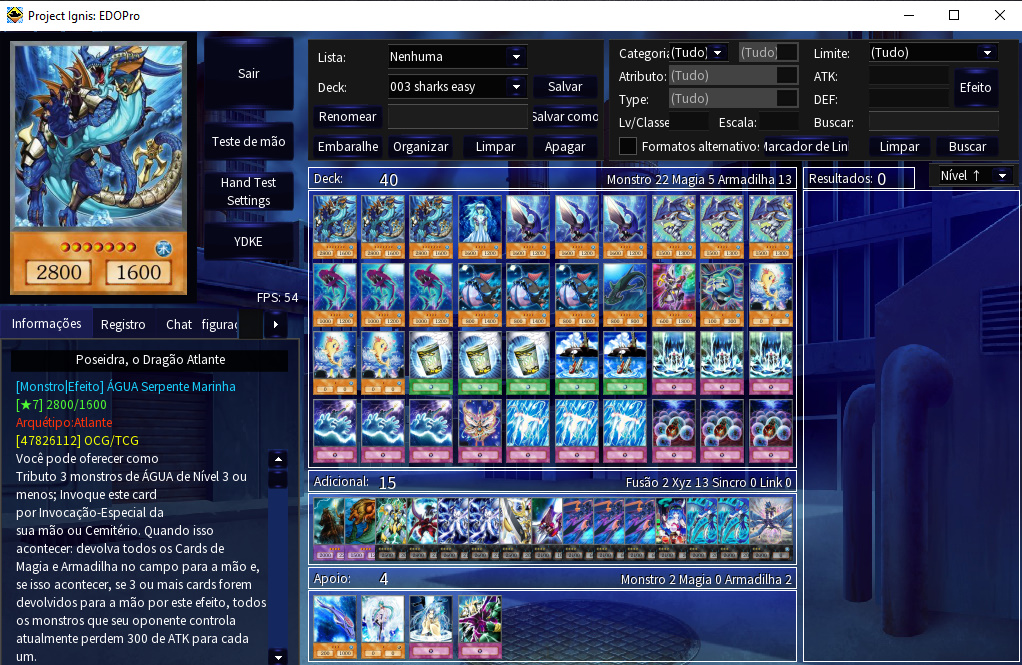 Project Ignis: EDOPro
2800 1600
Sair
Teste de mão
Hand Test
Settings
YDKE
FPS: 54
Lista: Nenhuma
Deck: 003 sharks easy Salvar
Renomear Salvar como
Embaralhe Organizar Limpar Apagar
Categoria (Tudo) (Tudo) Limite: (Tudo)
Atributo: (Tudo) ATK:
Type: (Tudo) DEF:
Efeito
Lv/Classe Escala: Buscar:
Formatos alternativos Marcador de Lin Limpar Buscar
Deck: 40 Monstro 22 Magia 5 Armadilha 13
Resultados: 0 Nível ↑
Informações Registro Chat figurac
Poseidra, o Dragão Atlante
[Monstro|Efeito] ÁGUA Serpente Marinha
[★7] 2800/1600
Arquétipo:Atlante
[47826112] OCG/TCG
Você pode oferecer como
Tributo 3 monstros de ÁGUA de Nível 3 ou
menos; Invoque este card
por Invocação-Especial da
sua mão ou Cemitério. Quando isso
acontecer: devolva todos os Cards de
Magia e Armadilha no campo para a mão e,
se isso acontecer, se 3 ou mais cards forem
devolvidos para a mão por este efeito, todos
os monstros que seu oponente controla
atualmente perdem 300 de ATK para cada
um.
Adicional: 15 Fusão 2 Xyz 13 Sincro 0 Link 0
Apoio: 4 Monstro 2 Magia 0 Armadilha 2